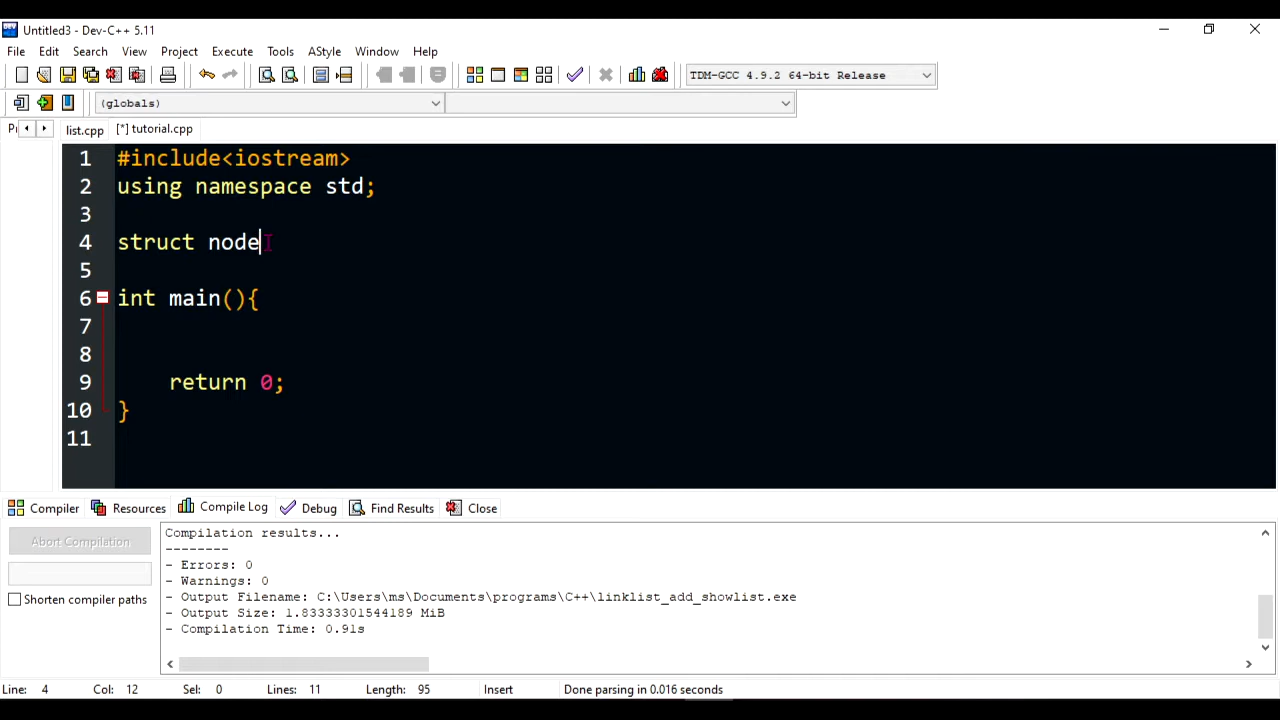 Untitled3 - Dev-C++ 5.11
File Edit Search View Project Execute Tools AStyle Window Help
TDM-GCC 4.9.2 64-bit Release
(globals)
list.cpp [*] tutorial.cpp
1 #include<iostream>
2 using namespace std;
3
4 struct node
5
6 int main(){
7
8
9 return 0;
10 }
11
Compiler Resources Compile Log Debug Find Results Close
Abort Compilation
Shorten compiler paths
Compilation results...
--------
- Errors: 0
- Warnings: 0
- Output Filename: C:\Users\ms\Documents\programs\C++\linklist_add_showlist.exe
- Output Size: 1.83333301544189 MiB
- Compilation Time: 0.91s
Line: 4 Col: 12 Sel: 0 Lines: 11 Length: 95 Insert Done parsing in 0.016 seconds